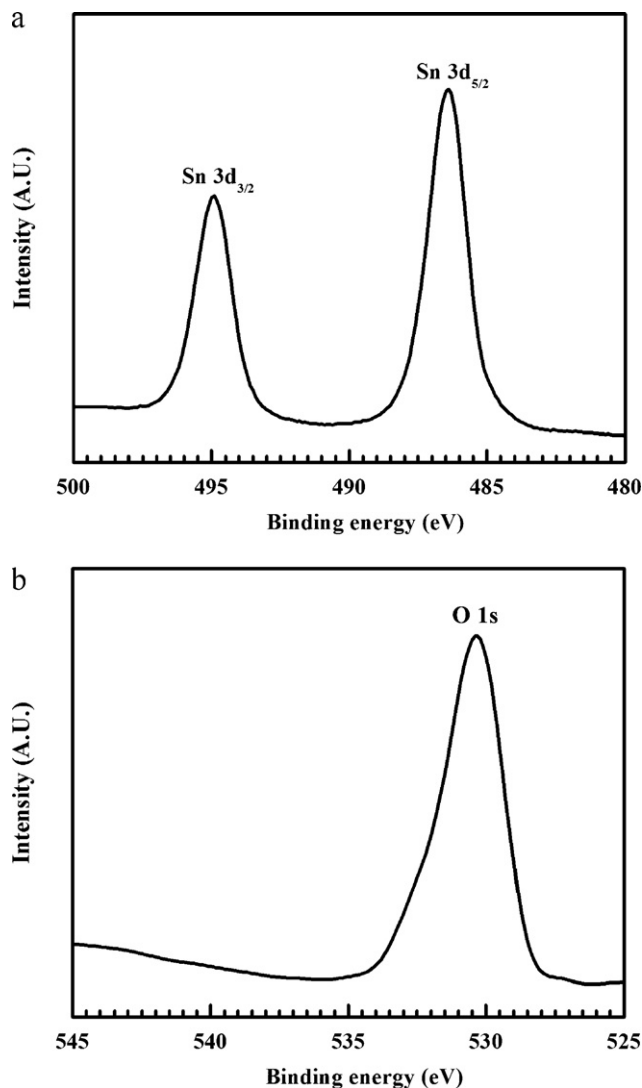 a
Sn 3d5/2
Sn 3d3/2
Intensity (A.U.)
500 495 490 485 480
Binding energy (eV)
b
O 1s
Intensity (A.U.)
545 540 535 530 525
Binding energy (eV)